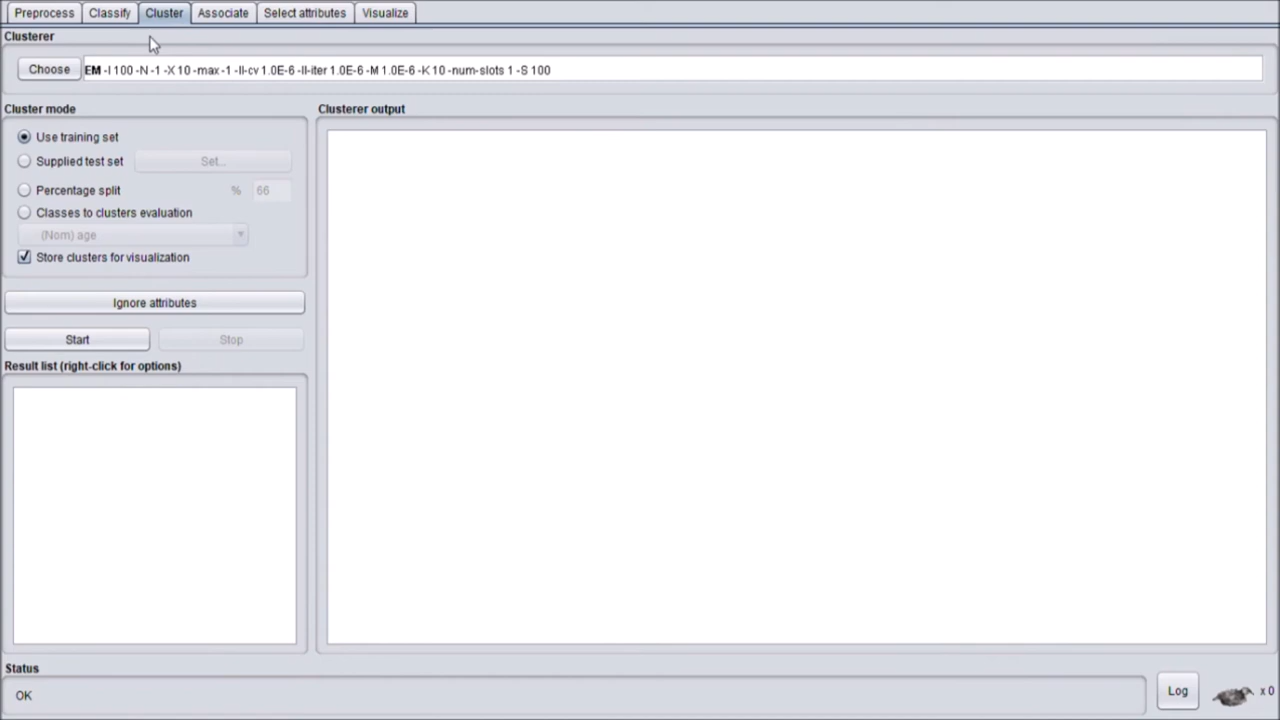 Preprocess Classify Cluster Associate Select attributes Visualize
Clusterer
Choose EM -I 100 -N -1 -X 10 -max -1 -ll-cv 1.0E-6 -ll-iter 1.0E-6 -M 1.0E-6 -K 10 -num-slots 1 -S 100
Cluster mode
Use training set
Supplied test set Set...
Percentage split % 66
Classes to clusters evaluation
(Nom) age
Store clusters for visualization
Ignore attributes
Start Stop
Result list (right-click for options)
Clusterer output
Status
OK
Log
x 0